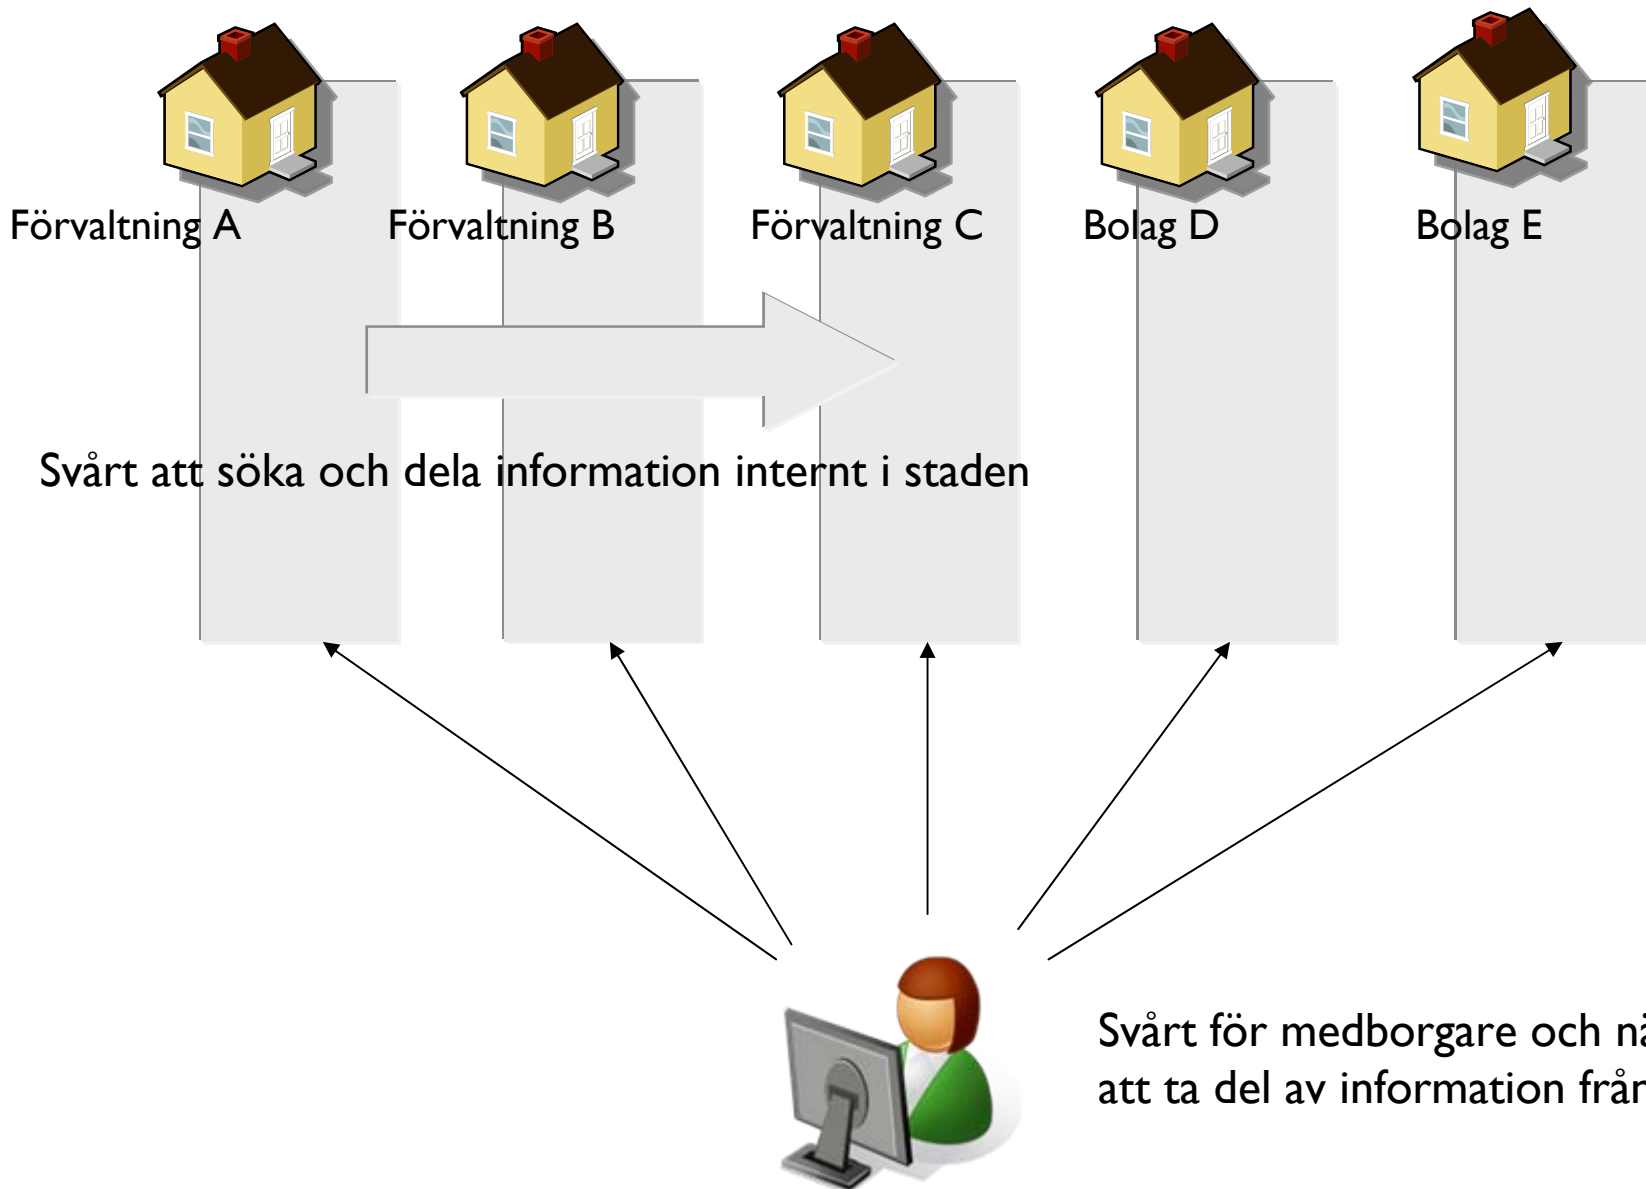 Förvaltning A
Förvaltning B
Förvaltning C
Bolag D
Bolag E
Svårt att söka och dela information internt i staden
Svårt för medborgare och
att ta del av information från